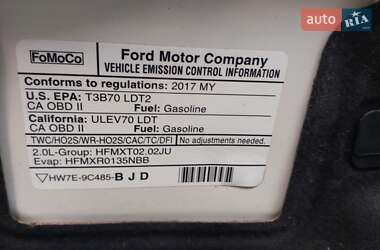 auto RIA
FoMoCo
Ford Motor Company
VEHICLE EMISSION CONTROL INFORMATION
Conforms to regulations: 2017 MY
U.S. EPA: T3B70 LDT2
CA OBD II Fuel: Gasoline
California: ULEV70 LDT
CA OBD II Fuel: Gasoline
TWC/HO2S/WR-HO2S/CAC/TC/DFI No adjustments needed.
2.0L-Group: HFMXT02.02JU
Evap: HFMXR0135NBB
HW7E-9C485-BJD